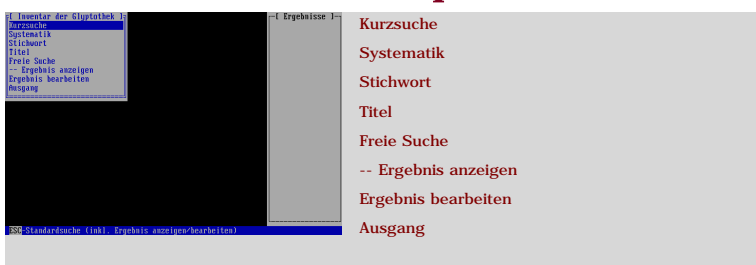 [ Inventar der Glyptothek ]
Kurzsuche
Systematik
Stichwort
Titel
Freie Suche
-- Ergebnis anzeigen
Ergebnis bearbeiten
Ausgang
[ Ergebnisse ]
ESC-Standardsuche (inkl. Ergebnis anzeigen/bearbeiten)
Kurzsuche
Systematik
Stichwort
Titel
Freie Suche
-- Ergebnis anzeigen
Ergebnis bearbeiten
Ausgang